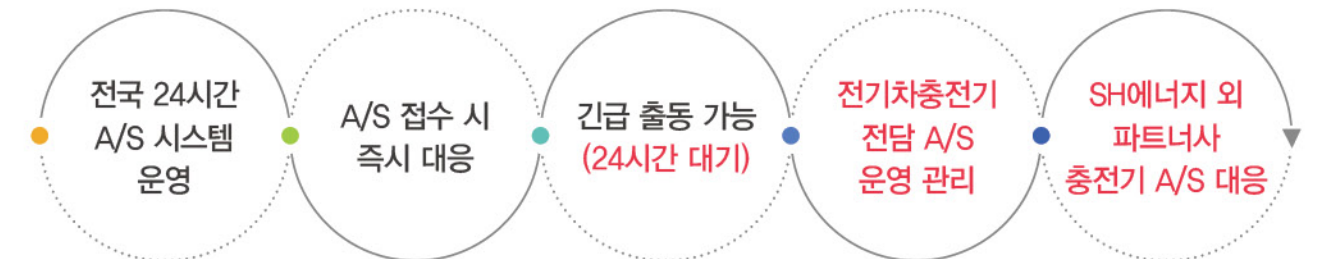 전국 24시간
A/S 시스템
운영
A/S 접수 시
즉시 대응
긴급 출동 가능
(24시간 대기)
전기차충전기
전담 A/S
운영 관리
SH에너지 외
파트너사
충전기 A/S 대응